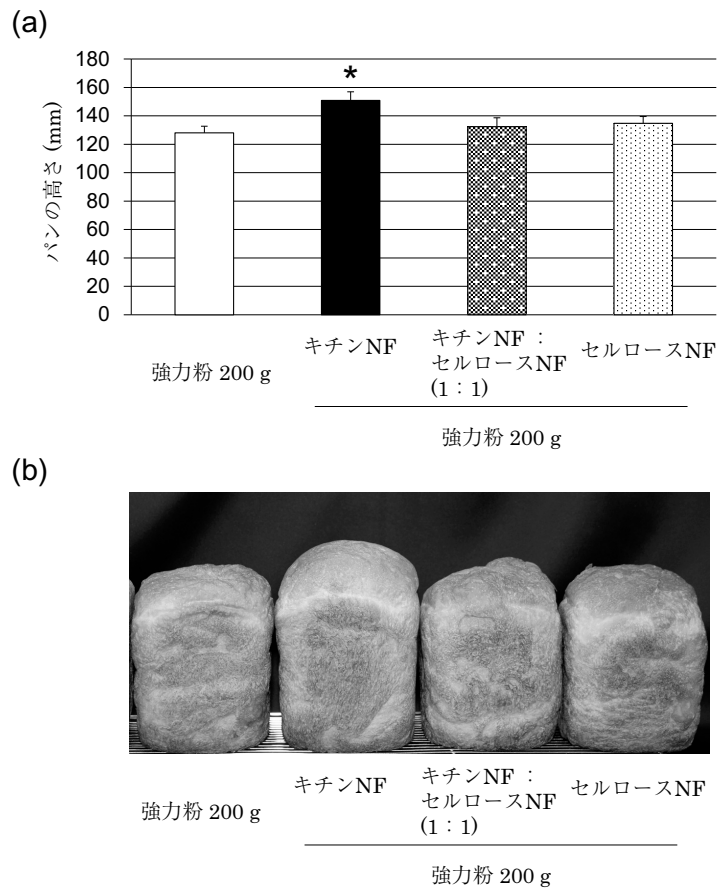 (a)
180
160
140
120
100
80
60
40
20
0
パンの高さ (mm)
*
強力粉 200 g
キチンNF
キチンNF：
セルロースNF
(1：1)
セルロースNF
強力粉 200 g
(b)
強力粉 200 g
キチンNF
キチンNF：
セルロースNF
(1：1)
セルロースNF
強力粉 200 g